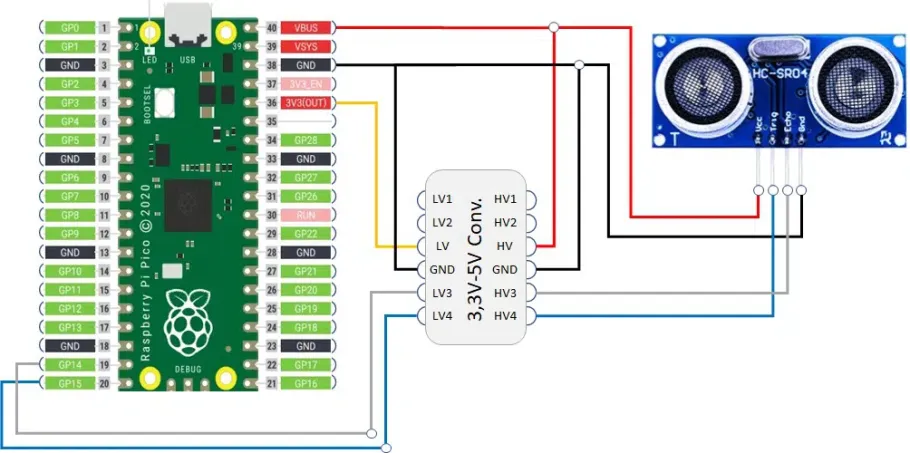 GP0 1 1 40 VBUS
GP1 2 2 39 39 VSYS
LED USB
GND 3 38 GND
GP2 4 37 3V3_EN
GP3 5 36 3V3(OUT)
BOOTSEL
GP4 6 35
GP5 7 34 GP28
GND 8 33 GND
GP6 9 32 GP27
GP7 10 31 GP26
GP8 11 30 RUN
GP9 12 29 GP22
GND 13 28 GND
GP10 14 27 GP21
GP11 15 26 GP20
GP12 16 25 GP19
GP13 17 24 GP18
GND 18 23 GND
GP14 19 22 GP17
GP15 20 21 GP16
Raspberry Pi Pico © 2020
DEBUG
LV1 HV1
LV2 HV2
LV HV
GND GND
LV3 HV3
LV4 HV4
3,3V-5V Conv.
HC-SR04
T R
Vcc
Trig
Echo
Gnd